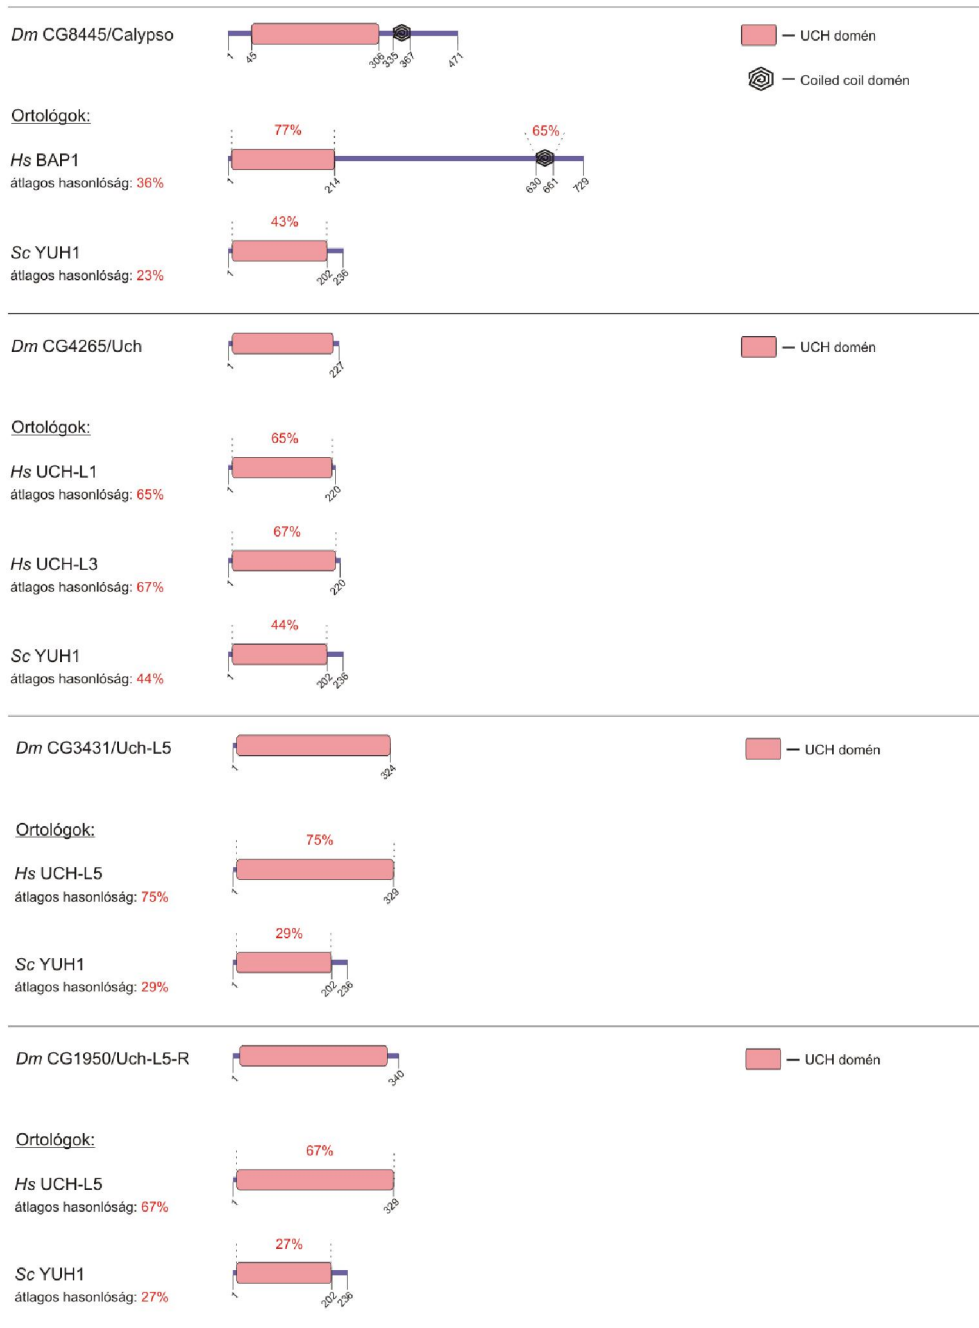 Dm CG8445/Calypso
1 45 306 335 367 471
— UCH domén
— Coiled coil domén
Ortológok:
77% 65%
Hs BAP1
átlagos hasonlóság: 36%
1 214 630 661 729
43%
Sc YUH1
átlagos hasonlóság: 23%
1 202 236
Dm CG4265/Uch
1 227
— UCH domén
Ortológok:
65%
Hs UCH-L1
átlagos hasonlóság: 65%
1 220
67%
Hs UCH-L3
átlagos hasonlóság: 67%
1 220
44%
Sc YUH1
átlagos hasonlóság: 44%
1 202 236
Dm CG3431/Uch-L5
1 324
— UCH domén
Ortológok:
75%
Hs UCH-L5
átlagos hasonlóság: 75%
1 329
29%
Sc YUH1
átlagos hasonlóság: 29%
1 202 236
Dm CG1950/Uch-L5-R
1 340
— UCH domén
Ortológok:
67%
Hs UCH-L5
átlagos hasonlóság: 67%
1 329
27%
Sc YUH1
átlagos hasonlóság: 27%
1 202 236